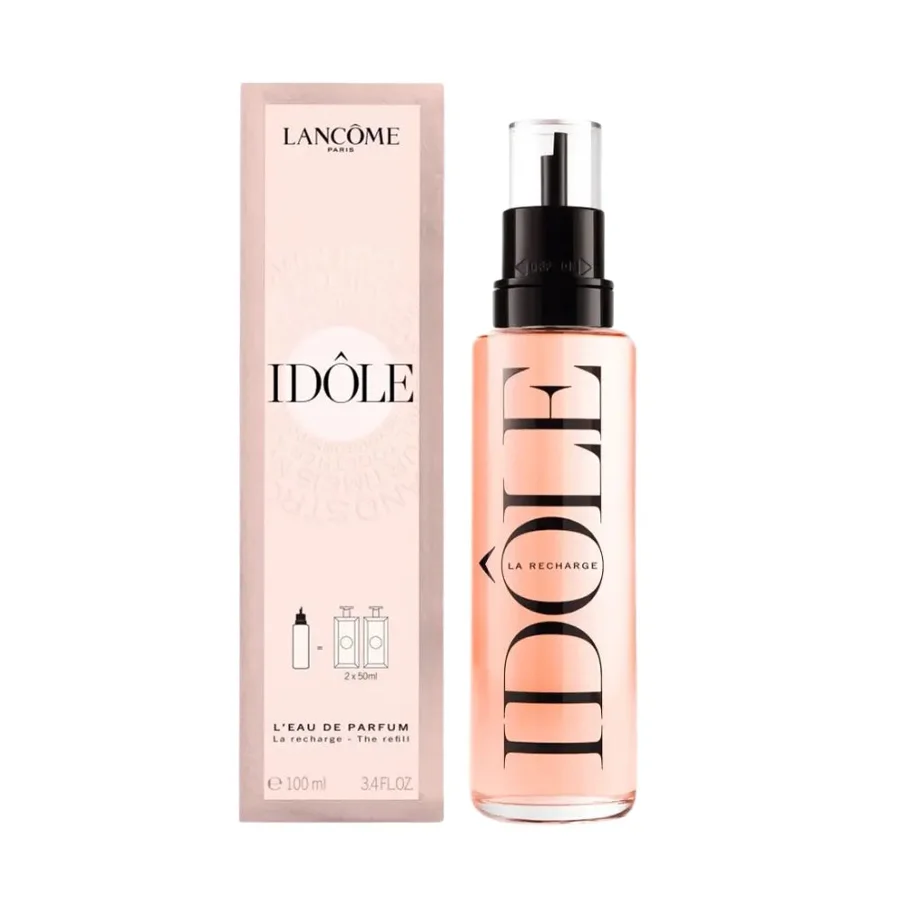 LANCÔME
PARIS
IDÔLE
=
2 x 50ml
L'EAU DE PARFUM
La recharge - The refill
℮ 100 ml 3.4 FL.OZ.
IDÔLE
LA RECHARGE